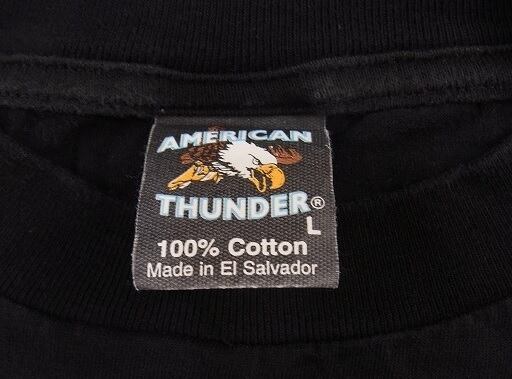 AMERICAN
THUNDER®
L
100% Cotton
Made in El Salvador